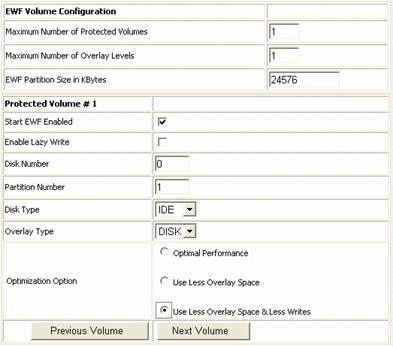 EWF Volume Configuration
Maximum Number of Protected Volumes 1
Maximum Number of Overlay Levels 1
EWF Partition Size in KBytes 24576
Protected Volume # 1
Start EWF Enabled
Enable Lazy Write
Disk Number 0
Partition Number 1
Disk Type IDE
Overlay Type DISK
Optimal Performance
Optimization Option Use Less Overlay Space
Use Less Overlay Space & Less Writes
Previous Volume Next Volume